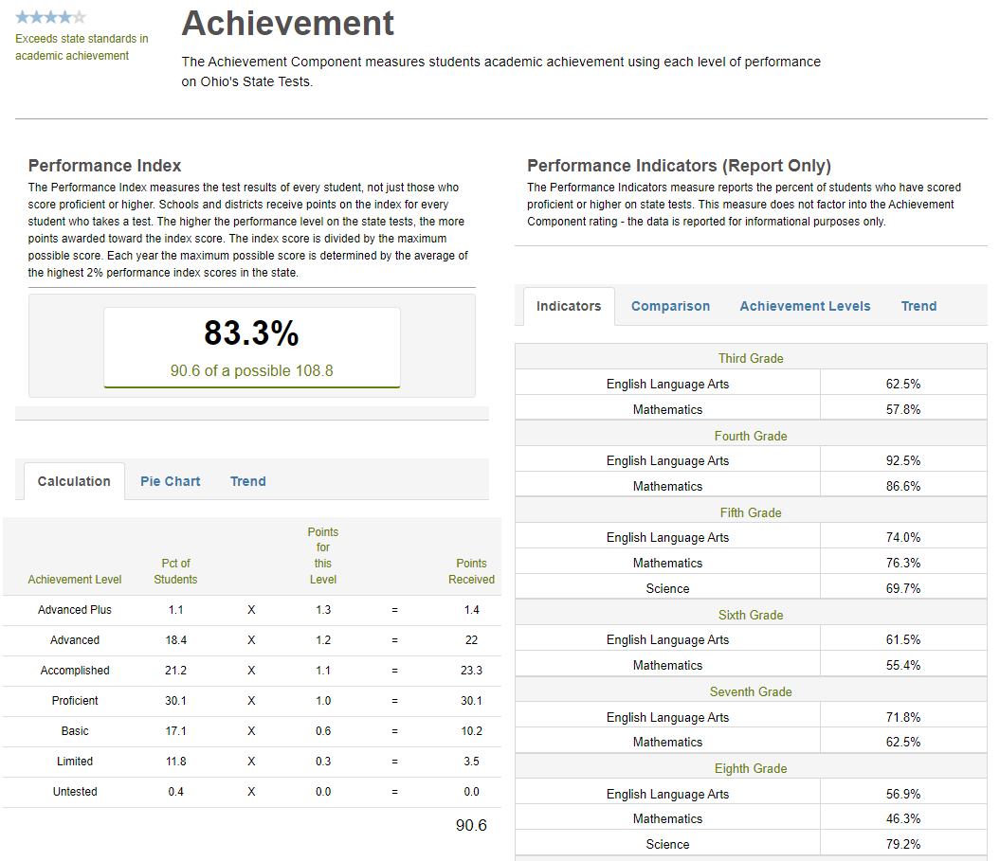 Achievement
Exceeds state standards in
academic achievement
The Achievement Component measures students academic achievement using each level of performance
on Ohio's State Tests.
Performance Index
The Performance Index measures the test results of every student, not just those who
score proficient or higher. Schools and districts receive points on the index for every
student who takes a test. The higher the performance level on the state tests, the more
points awarded toward the index score. The index score is divided by the maximum
possible score. Each year the maximum possible score is determined by the average of
the highest 2% performance index scores in the state.
83.3%
90.6 of a possible 108.8
Calculation Pie Chart Trend
Achievement Level Pct of Students Points for this Level Points Received
Advanced Plus 1.1 X 1.3 = 1.4
Advanced 18.4 X 1.2 = 22
Accomplished 21.2 X 1.1 = 23.3
Proficient 30.1 X 1.0 = 30.1
Basic 17.1 X 0.6 = 10.2
Limited 11.8 X 0.3 = 3.5
Untested 0.4 X 0.0 = 0.0
90.6
Performance Indicators (Report Only)
The Performance Indicators measure reports the percent of students who have scored
proficient or higher on state tests. This measure does not factor into the Achievement
Component rating - the data is reported for informational purposes only.
Indicators Comparison Achievement Levels Trend
Third Grade
English Language Arts 62.5%
Mathematics 57.8%
Fourth Grade
English Language Arts 92.5%
Mathematics 86.6%
Fifth Grade
English Language Arts 74.0%
Mathematics 76.3%
Science 69.7%
Sixth Grade
English Language Arts 61.5%
Mathematics 55.4%
Seventh Grade
English Language Arts 71.8%
Mathematics 62.5%
Eighth Grade
English Language Arts 56.9%
Mathematics 46.3%
Science 79.2%